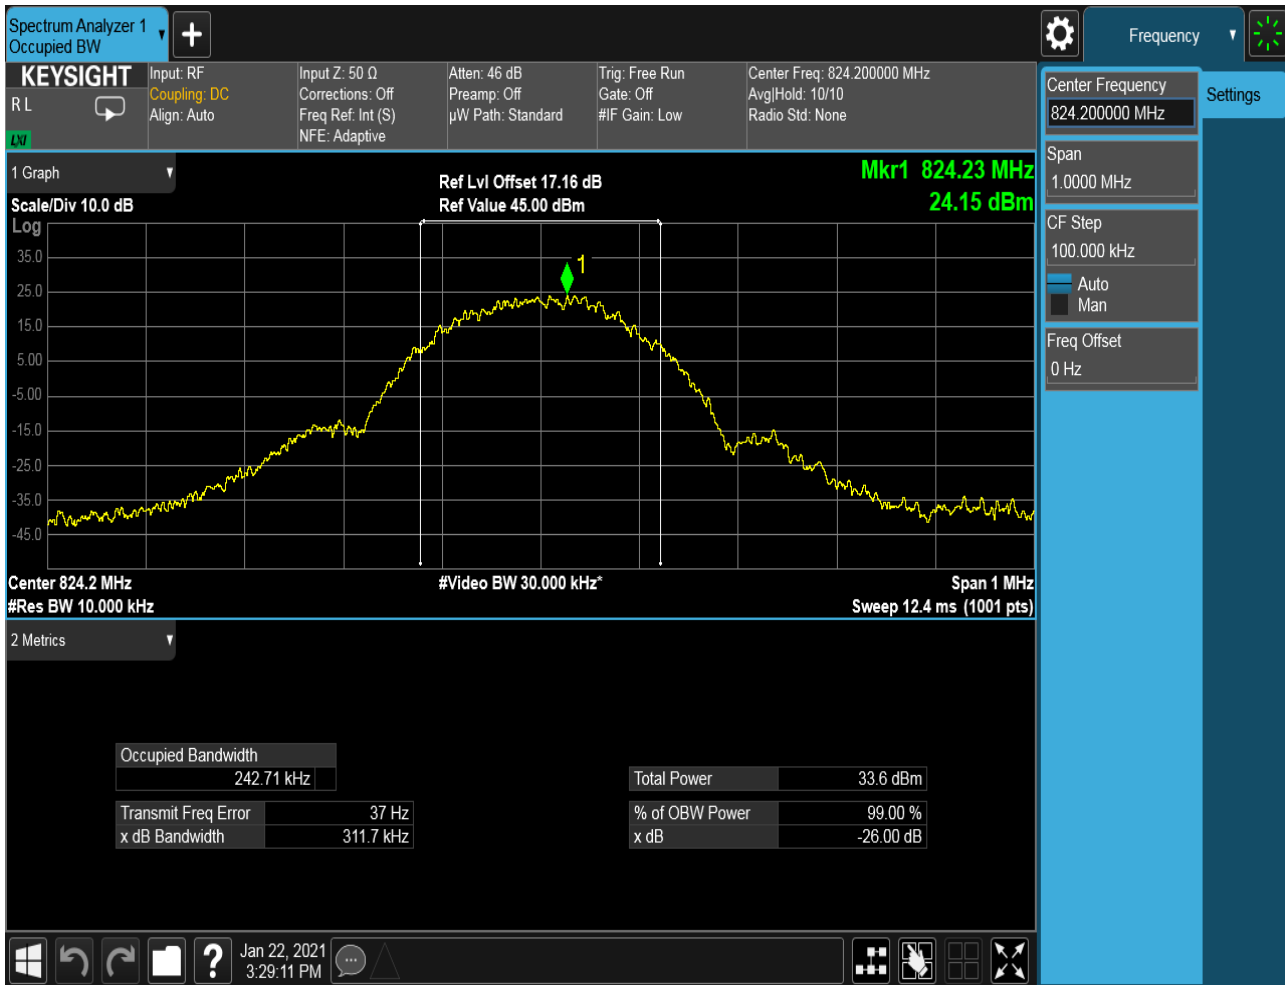 Spectrum Analyzer 1
Occupied BW
Frequency
KEYSIGHT
R L
LXI
Input: RF
Coupling: DC
Align: Auto
Input Z: 50 Ω
Corrections: Off
Freq Ref: Int (S)
NFE: Adaptive
Atten: 46 dB
Preamp: Off
µW Path: Standard
Trig: Free Run
Gate: Off
#IF Gain: Low
Center Freq: 824.200000 MHz
Avg|Hold: 10/10
Radio Std: None
Center Frequency
824.200000 MHz
Settings
Span
1.0000 MHz
CF Step
100.000 kHz
Auto
Man
Freq Offset
0 Hz
1 Graph
Scale/Div 10.0 dB
Ref Lvl Offset 17.16 dB
Ref Value 45.00 dBm
Mkr1 824.23 MHz
24.15 dBm
Log
35.0
25.0
15.0
5.00
-5.00
-15.0
-25.0
-35.0
-45.0
1
Center 824.2 MHz
#Video BW 30.000 kHz*
Span 1 MHz
#Res BW 10.000 kHz
Sweep 12.4 ms (1001 pts)
2 Metrics
Occupied Bandwidth
242.71 kHz
Total Power 33.6 dBm
Transmit Freq Error 37 Hz
% of OBW Power 99.00 %
x dB Bandwidth 311.7 kHz
x dB -26.00 dB
?
Jan 22, 2021
3:29:11 PM